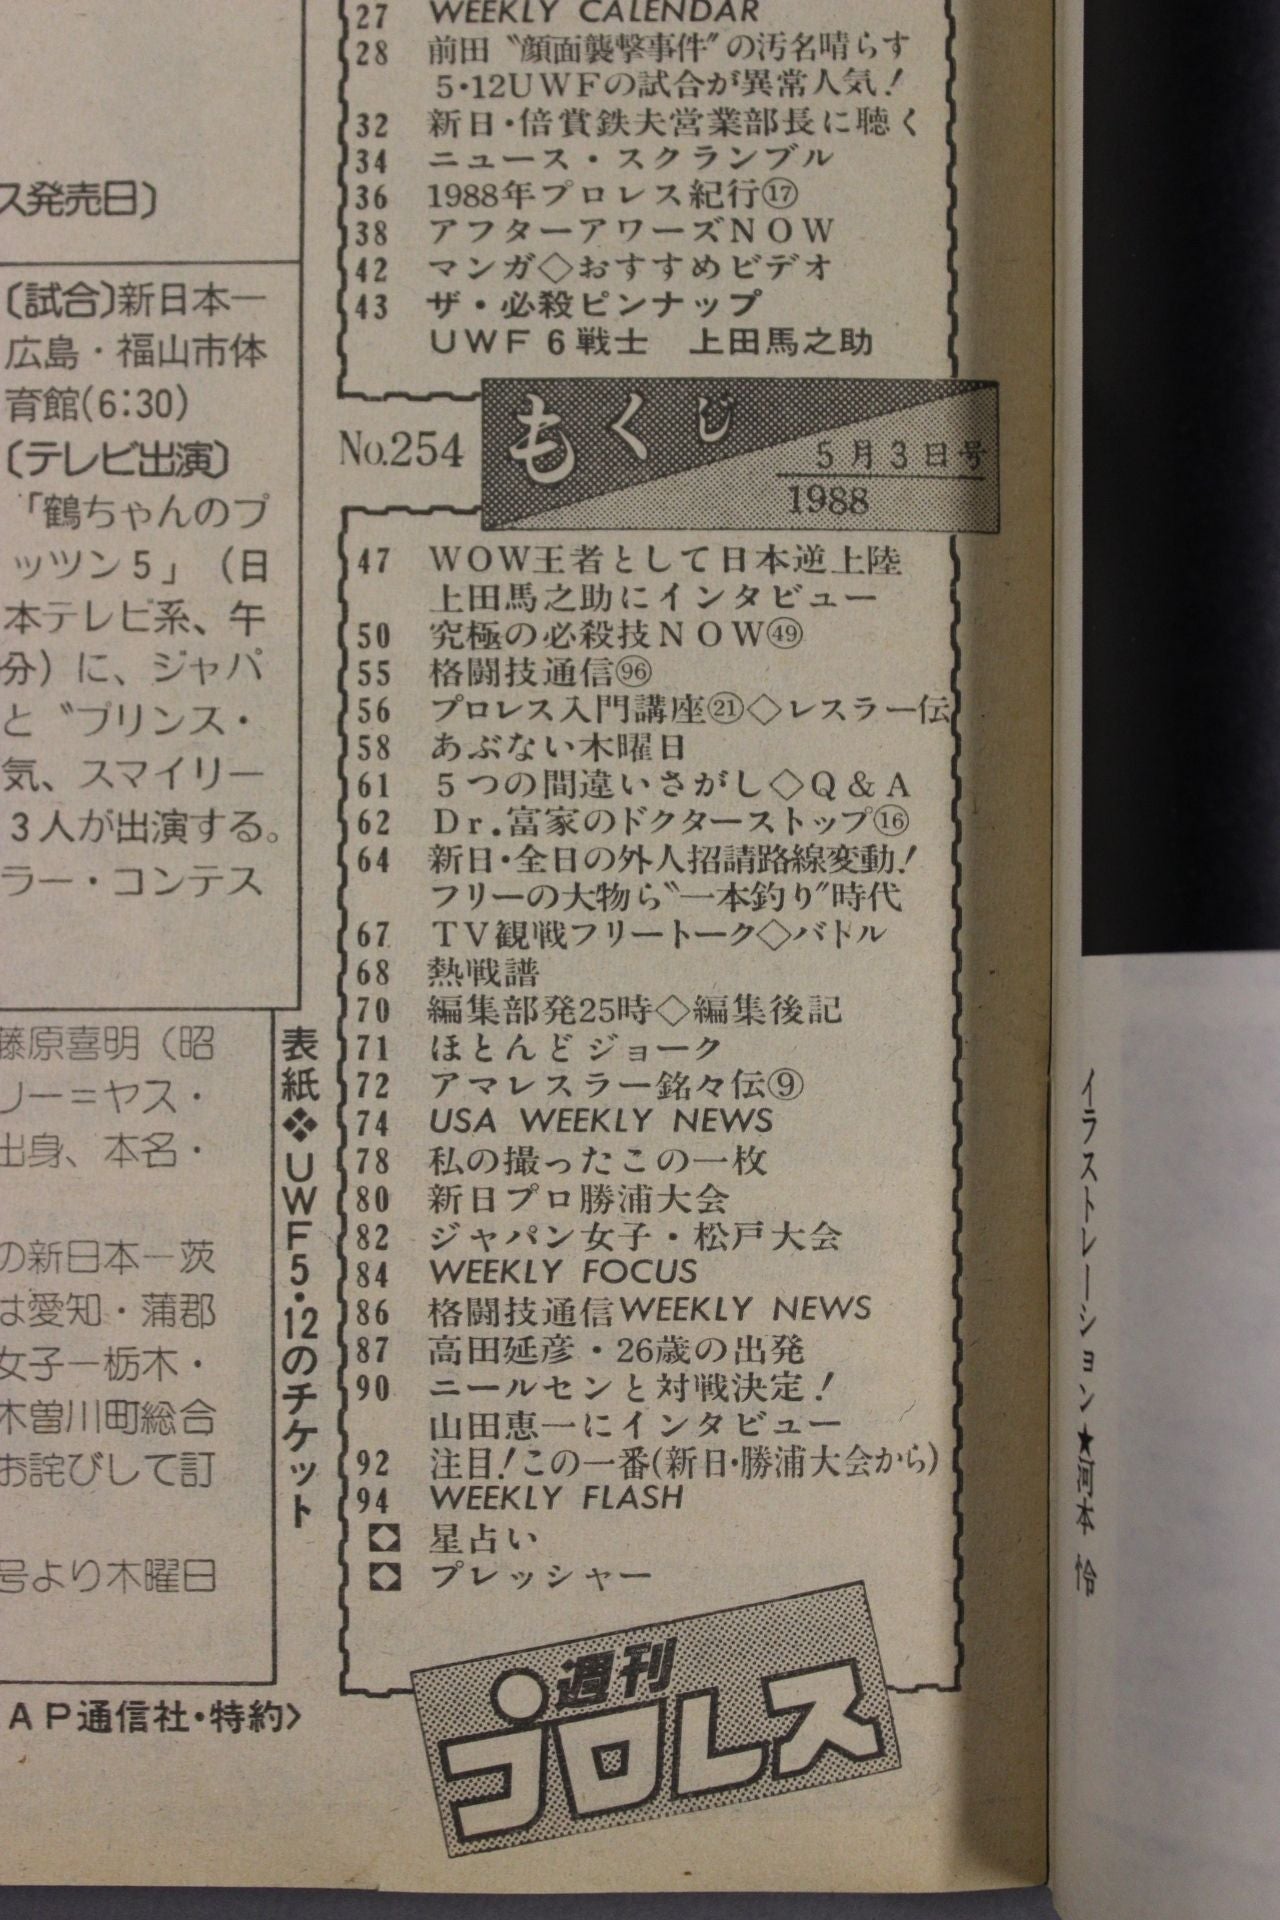 27 WEEKLY CALENDAR
28 前田〝顔面襲撃事件〟の汚名晴らす
5・12UWFの試合が異常人気!
32 新日・倍賞鉄夫営業部長に聴く
34 ニュース・スクランブル
36 1988年プロレス紀行⑰
38 アフターアワーズNOW
42 マンガ◇おすすめビデオ
43 ザ・必殺ピンナップ
UWF6戦士 上田馬之助
No.254
もくじ
5月3日号
1988
47 WOW王者として日本逆上陸
上田馬之助にインタビュー
50 究極の必殺技NOW㊾
55 格闘技通信(96)
56 プロレス入門講座㉑◇レスラー伝
58 あぶない木曜日
61 5つの間違いさがし◇Q&A
62 Dr.富家のドクターストップ⑯
64 新日・全日の外人招請路線変動!
フリーの大物ら〝一本釣り〟時代
67 TV観戦フリートーク◇バトル
68 熱戦譜
70 編集部発25時◇編集後記
71 ほとんどジョーク
72 アマレスラー銘々伝⑨
74 USA WEEKLY NEWS
78 私の撮ったこの一枚
80 新日プロ勝浦大会
82 ジャパン女子・松戸大会
84 WEEKLY FOCUS
86 格闘技通信WEEKLY NEWS
87 高田延彦・26歳の出発
90 ニールセンと対戦決定!
山田恵一にインタビュー
92 注目!この一番(新日・勝浦大会から)
94 WEEKLY FLASH
◇ 星占い
◇ プレッシャー
週刊
プロレス
表紙❖UWF5・12のチケット
ス発売日〕
〔試合〕新日本―
広島・福山市体
育館(6:30)
〔テレビ出演〕
「鶴ちゃんのプ
ッツン5」(日
本テレビ系、午
分)に、ジャパ
と〝プリンス・
気、スマイリー
3人が出演する。
ラー・コンテス
藤原喜明(昭
リー=ヤス・
出身、本名・
の新日本―茨
は愛知・蒲郡
女子―栃木・
木曽川町総合
お詫びして訂
号より木曜日
AP通信社・特約〉
イラストレーション★河本 怜